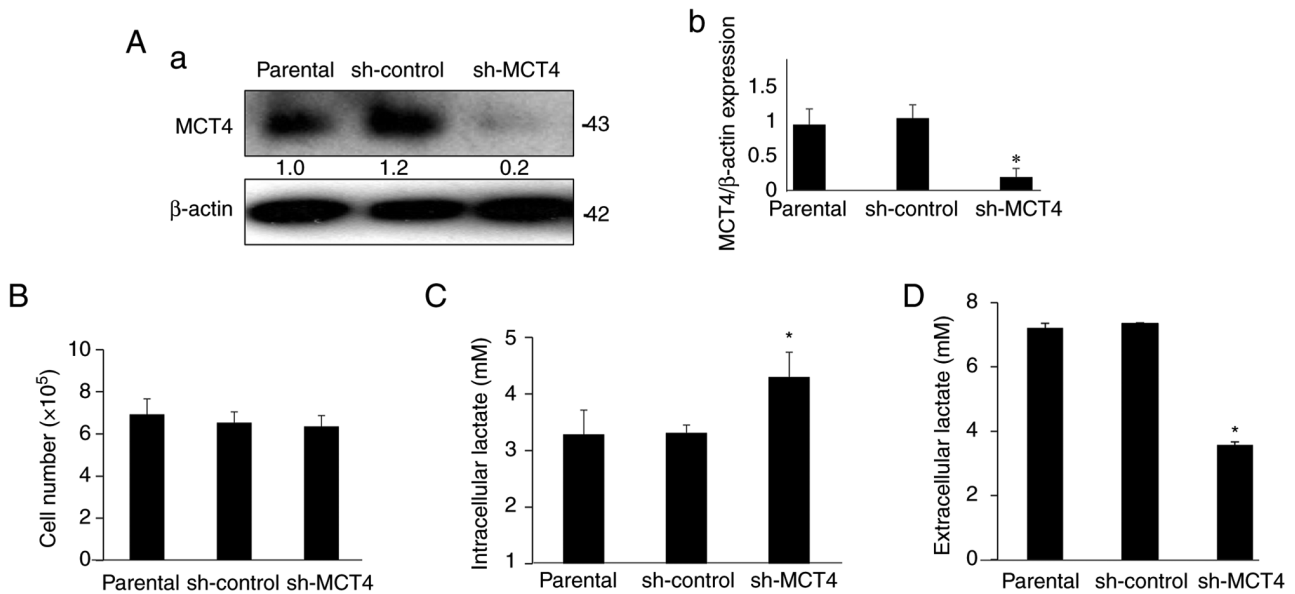 A
a
Parental sh-control sh-MCT4
MCT4
-43
1.0 1.2 0.2
β-actin
-42
b
MCT4/β-actin expression
1.5
1
0.5
0
*
Parental sh-control sh-MCT4
B
Cell number (×10⁵)
10
8
6
4
2
0
Parental sh-control sh-MCT4
C
Intracellular lactate (mM)
5
4
3
2
1
*
Parental sh-control sh-MCT4
D
Extracellular lactate (mM)
8
6
4
2
0
*
Parental sh-control sh-MCT4